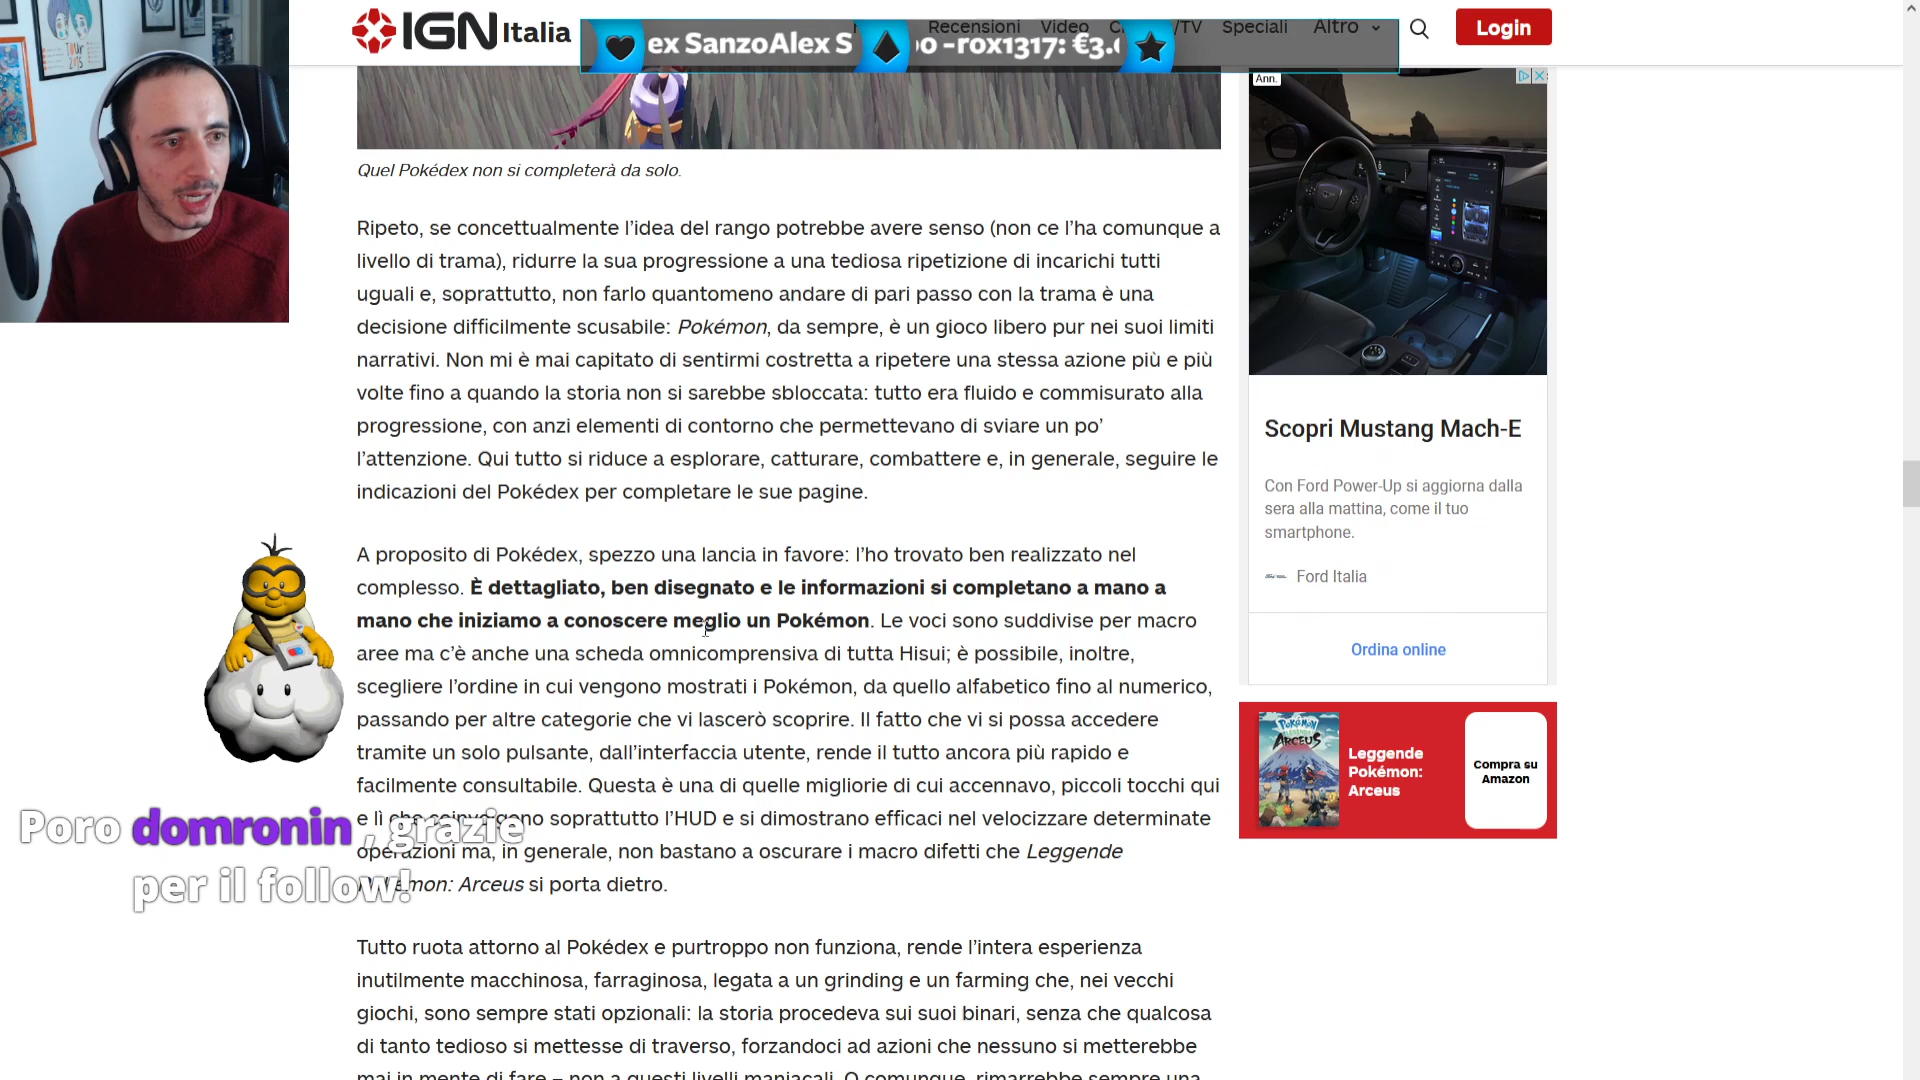 IGN Italia
Recensioni Video /TV Speciali Altro
Login
ex SanzoAlex S
-rox1317: €3.
Ann.
Quel Pokédex non si completerà da solo.
Ripeto, se concettualmente l’idea del rango potrebbe avere senso (non ce l’ha comunque a
livello di trama), ridurre la sua progressione a una tediosa ripetizione di incarichi tutti
uguali e, soprattutto, non farlo quantomeno andare di pari passo con la trama è una
decisione difficilmente scusabile: Pokémon, da sempre, è un gioco libero pur nei suoi limiti
narrativi. Non mi è mai capitato di sentirmi costretta a ripetere una stessa azione più e più
volte fino a quando la storia non si sarebbe sbloccata: tutto era fluido e commisurato alla
progressione, con anzi elementi di contorno che permettevano di sviare un po’
l’attenzione. Qui tutto si riduce a esplorare, catturare, combattere e, in generale, seguire le
indicazioni del Pokédex per completare le sue pagine.
A proposito di Pokédex, spezzo una lancia in favore: l’ho trovato ben realizzato nel
complesso. È dettagliato, ben disegnato e le informazioni si completano a mano a
mano che iniziamo a conoscere meglio un Pokémon. Le voci sono suddivise per macro
aree ma c’è anche una scheda omnicomprensiva di tutta Hisui; è possibile, inoltre,
scegliere l’ordine in cui vengono mostrati i Pokémon, da quello alfabetico fino al numerico,
passando per altre categorie che vi lascerò scoprire. Il fatto che vi si possa accedere
tramite un solo pulsante, dall’interfaccia utente, rende il tutto ancora più rapido e
facilmente consultabile. Questa è una di quelle migliorie di cui accennavo, piccoli tocchi qui
e lì che coinvolgono soprattutto l’HUD e si dimostrano efficaci nel velocizzare determinate
operazioni ma, in generale, non bastano a oscurare i macro difetti che Leggende
Pokémon: Arceus si porta dietro.
Tutto ruota attorno al Pokédex e purtroppo non funziona, rende l’intera esperienza
inutilmente macchinosa, farraginosa, legata a un grinding e un farming che, nei vecchi
giochi, sono sempre stati opzionali: la storia procedeva sui suoi binari, senza che qualcosa
di tanto tedioso si mettesse di traverso, forzandoci ad azioni che nessuno si metterebbe
mai in mente di fare – non a questi livelli maniacali. O comunque, rimarrebbe sempre una
Poro domronin , grazie
per il follow!
Scopri Mustang Mach-E
Con Ford Power-Up si aggiorna dalla
sera alla mattina, come il tuo
smartphone.
Ford Italia
Ordina online
POKÉMON
ARCEUS
Leggende
Pokémon:
Arceus
Compra su
Amazon